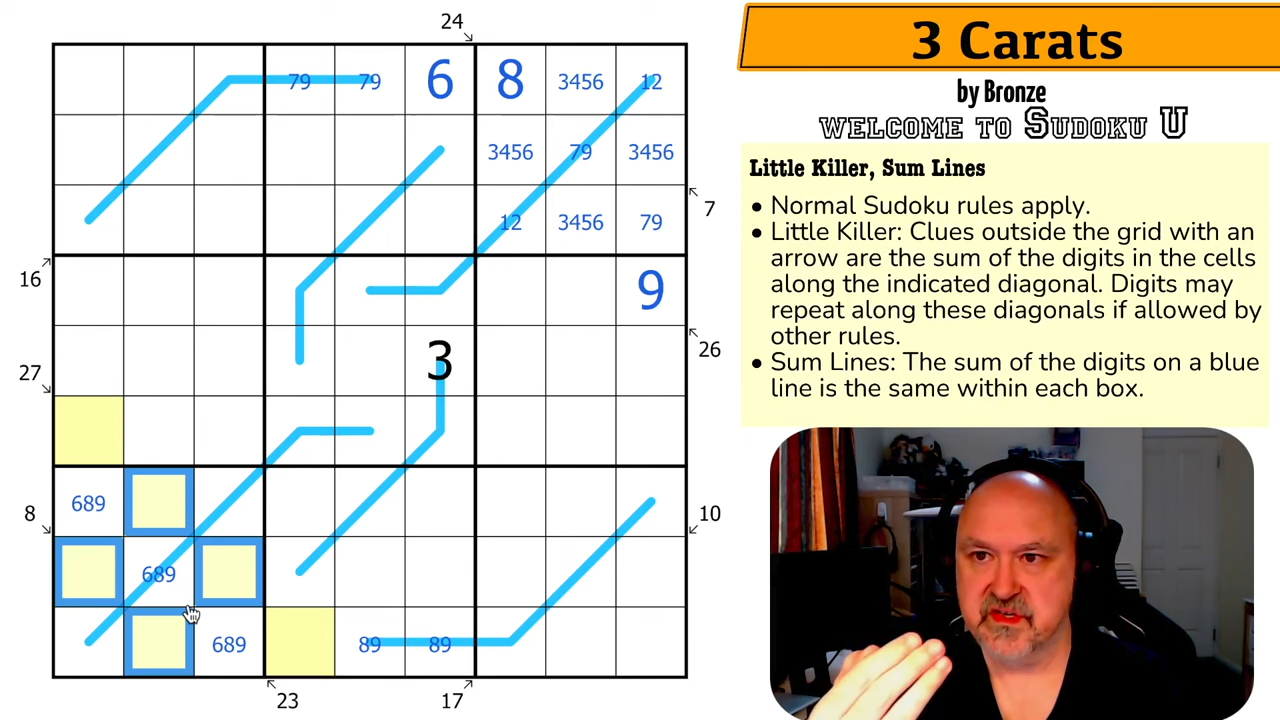 24
79 79 6 8 3456 12
3456 79 3456
12 3456 79
7
16
9
3
26
27
689
8
10
689
689 89 89
23
17
3 Carats
by Bronze
WELCOME TO SUDOKU U
Little Killer, Sum Lines
• Normal Sudoku rules apply.
• Little Killer: Clues outside the grid with an
arrow are the sum of the digits in the cells
along the indicated diagonal. Digits may
repeat along these diagonals if allowed by
other rules.
• Sum Lines: The sum of the digits on a blue
line is the same within each box.